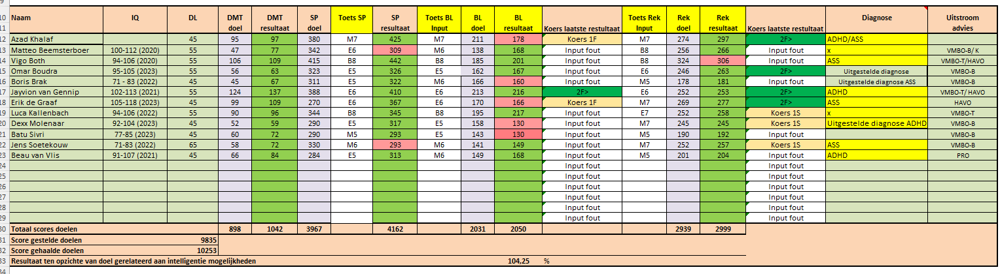 10 Naam IQ DL DMT DMT SP Toets SP SP Toets BL BL BL Toets Rek Rek Rek Diagnose Uitstroom
11 doel resultaat doel resultaat Input doel resultaat Koers laatste restultaat Input doel resultaat Koers laatste restultaat advies
12 Azad Khalaf 45 95 97 380 M7 425 M7 211 178 Koers 1F M7 274 297 2F> ADHD/ASS
13 Matteo Beemsterboer 100-112 (2020) 55 47 77 342 E6 309 M6 138 168 Input fout B8 256 266 Input fout x VMBO-B/ K
14 Vigo Both 94-106 (2020) 55 106 109 415 B8 442 B8 185 201 Input fout B8 324 306 Input fout ASS VMBO-T/HAVO
15 Omar Boudra 95-105 (2023) 55 56 63 323 E5 326 E5 162 167 Input fout E6 246 263 2F> Uitgestelde diagnose VMBO-B
16 Boris Brak 71 - 83 (2022) 45 45 67 311 E5 322 M6 166 160 Input fout M5 178 181 Input fout Uitgestelde diagnose ASS VMBO-B
17 Jayvion van Gennip 102-113 (2021) 55 124 137 388 E6 410 E6 213 216 2F> E6 252 253 2F> ADHD VMBO-T/ HAVO
18 Erik de Graaf 105-118 (2023) 45 99 109 270 E6 367 E6 170 166 Koers 1F M7 269 277 2F> ASS HAVO
19 Luca Kallenbach 94-106 (2022) 55 90 96 344 B8 345 B8 195 217 Input fout E7 252 258 Koers 1S x VMBO-T
20 Dexx Molenaar 92-104 (2023) 45 52 59 290 E5 317 E5 158 130 Input fout M7 245 245 Koers 1S Uitgestelde diagnose ADHD VMBO-B
21 Batu Sivri 77-85 (2023) 45 60 72 290 M5 293 E5 143 130 Input fout M5 190 192 Input fout VMBO-B
22 Jens Soetekouw 71-83 (2022) 65 58 72 330 M6 293 M6 141 149 Input fout M7 252 257 Koers 1S ASS VMBO-B
23 Beau van Vlis 91-107 (2021) 45 66 84 284 E5 313 M6 149 168 Input fout M5 201 204 Input fout ADHD PRO
24 Input fout Input fout
25 Input fout Input fout
26 Input fout Input fout
27 Input fout Input fout
28 Input fout Input fout
29 Input fout Input fout
30 Totaal scores doelen 898 1042 3967 4162 2031 2050 2939 2999
31 Score gestelde doelen 9835
32 Score gehaalde doelen 10253
33 Resultaat ten opzichte van doel gerelateerd aan intelligentie mogelijkheden 104,25 %
34